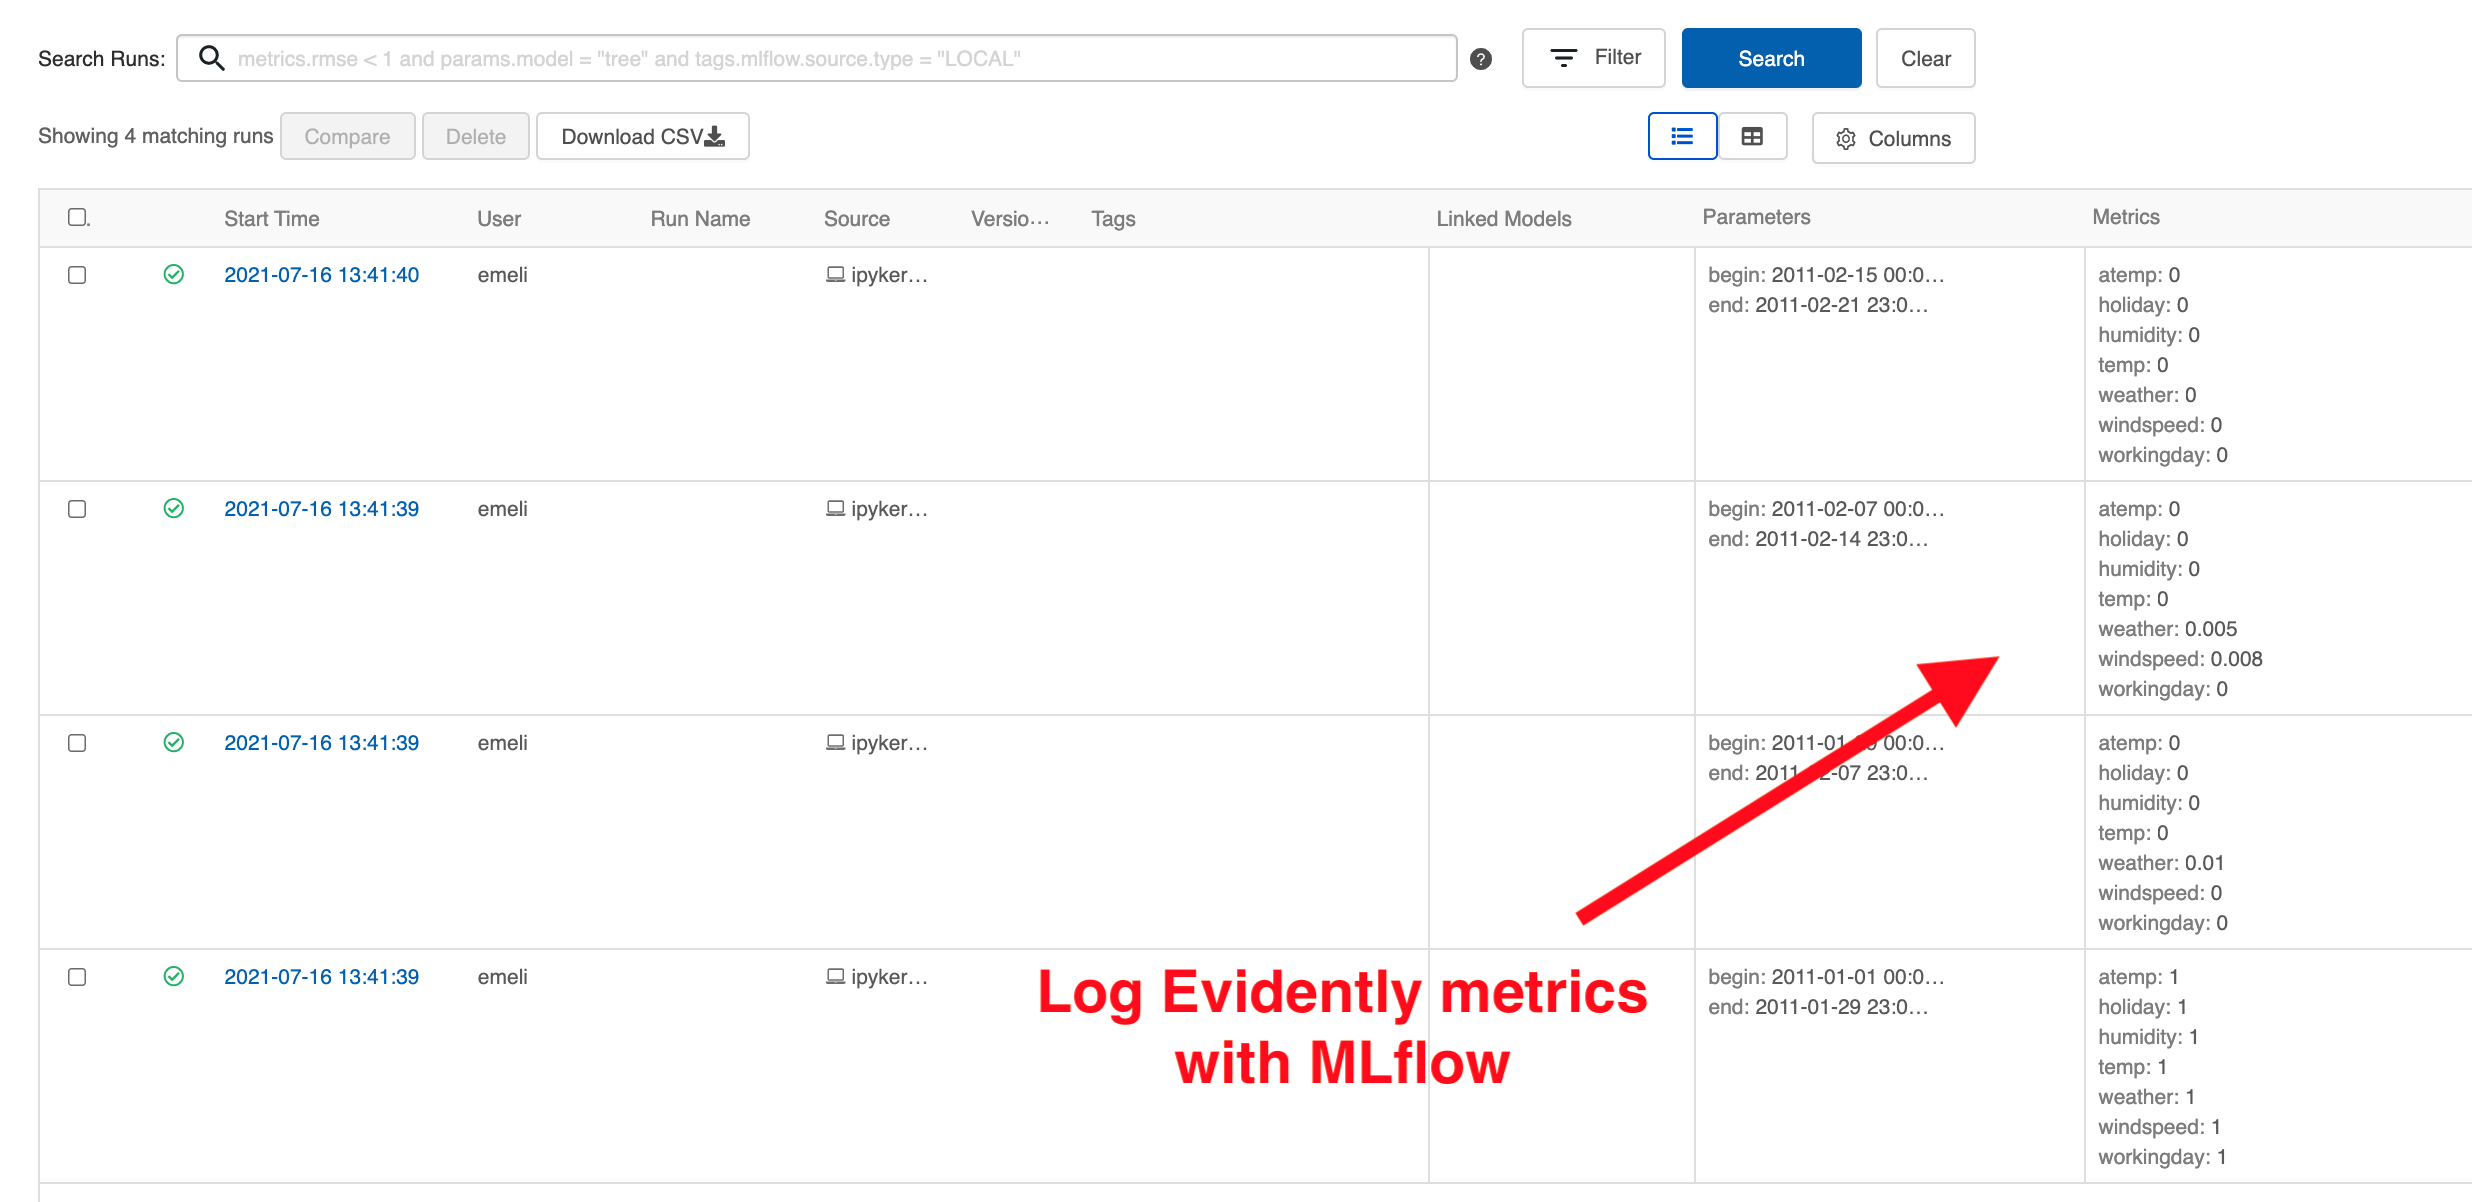 Search Runs: metrics.rmse < 1 and params.model = "tree" and tags.mlflow.source.type = "LOCAL" ? Filter Search Clear
Showing 4 matching runs Compare Delete Download CSV Columns
Start Time User Run Name Source Versio... Tags Linked Models Parameters Metrics
2021-07-16 13:41:40 emeli ipyker... begin: 2011-02-15 00:0... atemp: 0
end: 2011-02-21 23:0... holiday: 0
humidity: 0
temp: 0
weather: 0
windspeed: 0
workingday: 0
2021-07-16 13:41:39 emeli ipyker... begin: 2011-02-07 00:0... atemp: 0
end: 2011-02-14 23:0... holiday: 0
humidity: 0
temp: 0
weather: 0.005
windspeed: 0.008
workingday: 0
2021-07-16 13:41:39 emeli ipyker... begin: 00:0... atemp: 0
end: 23:0... holiday: 0
humidity: 0
temp: 0
weather: 0.01
windspeed: 0
workingday: 0
2021-07-16 13:41:39 emeli ipyker... begin: 2011-01-01 00:0... atemp: 1
end: 2011-01-29 23:0... holiday: 1
humidity: 1
temp: 1
weather: 1
windspeed: 1
workingday: 1
Log Evidently metrics
with MLflow